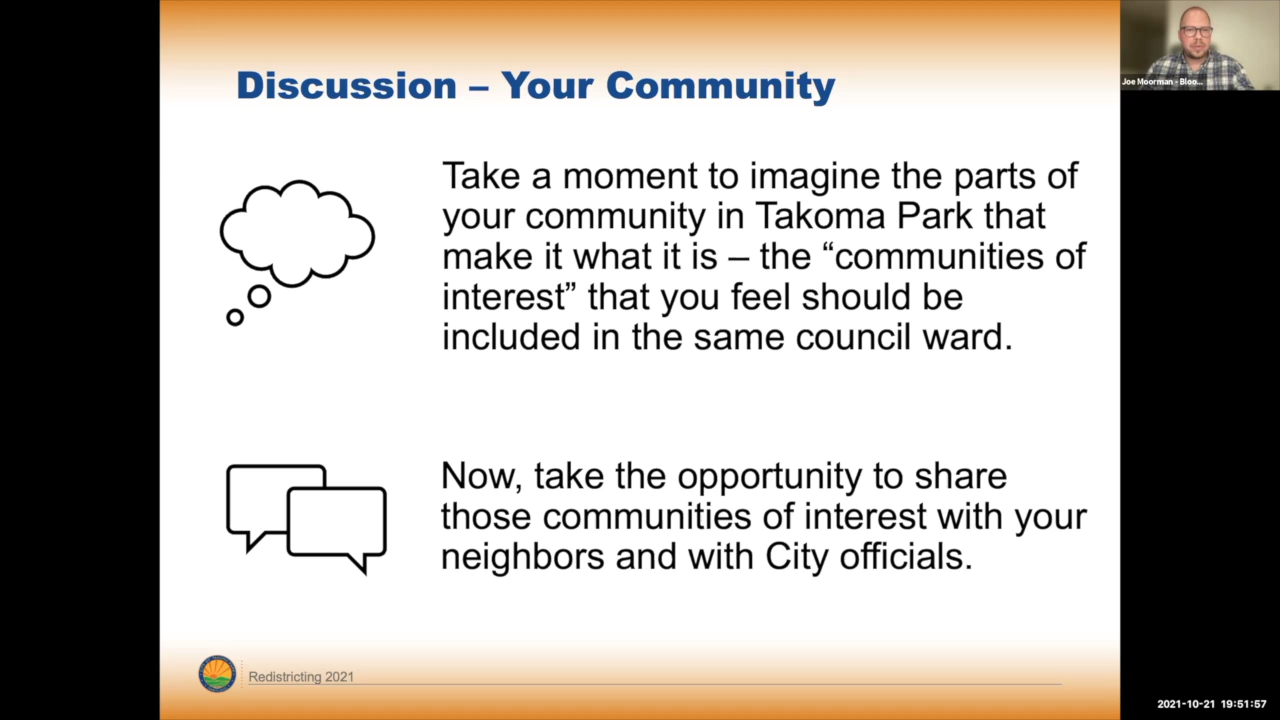 Discussion – Your Community
Joe Moorman - Bloo...
Take a moment to imagine the parts of
your community in Takoma Park that
make it what it is – the “communities of
interest” that you feel should be
included in the same council ward.
Now, take the opportunity to share
those communities of interest with your
neighbors and with City officials.
Redistricting 2021
2021-10-21 19:51:57